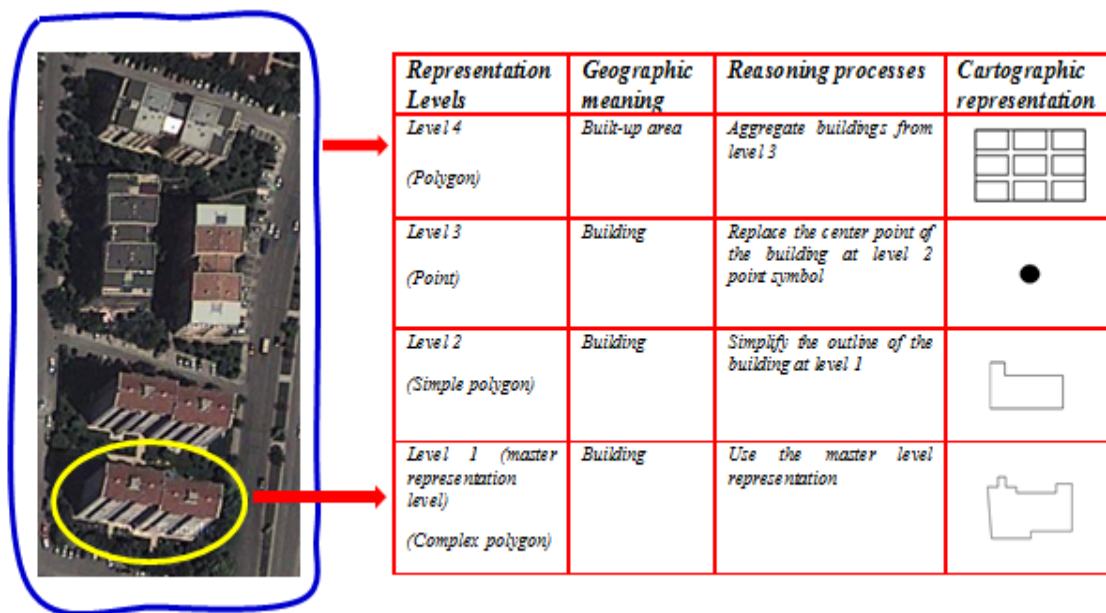 Representation
Levels
Geographic
meaning
Reasoning processes
Cartographic
representation
Level 4
(Polygon)
Built-up area
Aggregate buildings from
level 3
Level 3
(Point)
Building
Replace the center point of
the building at level 2
point symbol
Level 2
(Simple polygon)
Building
Simplify the outline of the
building at level 1
Level 1 (master
representation
level)
(Complex polygon)
Building
Use the master level
representation